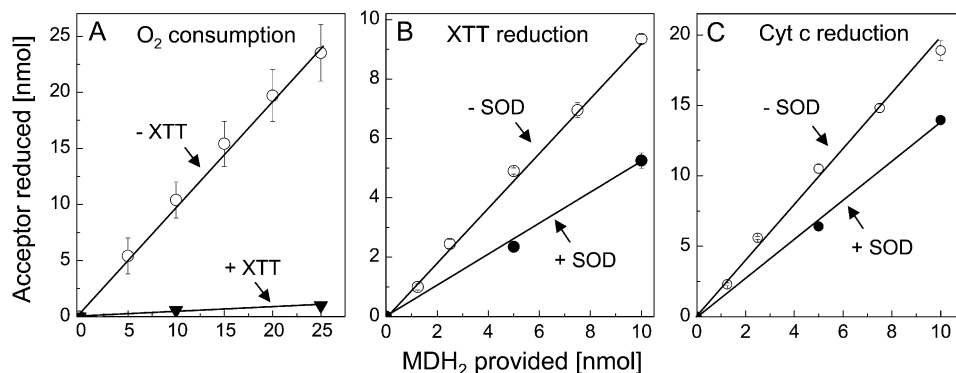 A O₂ consumption
B XTT reduction
C Cyt c reduction
Acceptor reduced [nmol]
25
20
15
10
5
0
- XTT
+ XTT
0 5 10 15 20 25
10
8
6
4
2
0
- SOD
+ SOD
0 2 4 6 8 10
20
15
10
5
0
- SOD
+ SOD
0 2 4 6 8 10
MDH₂ provided [nmol]